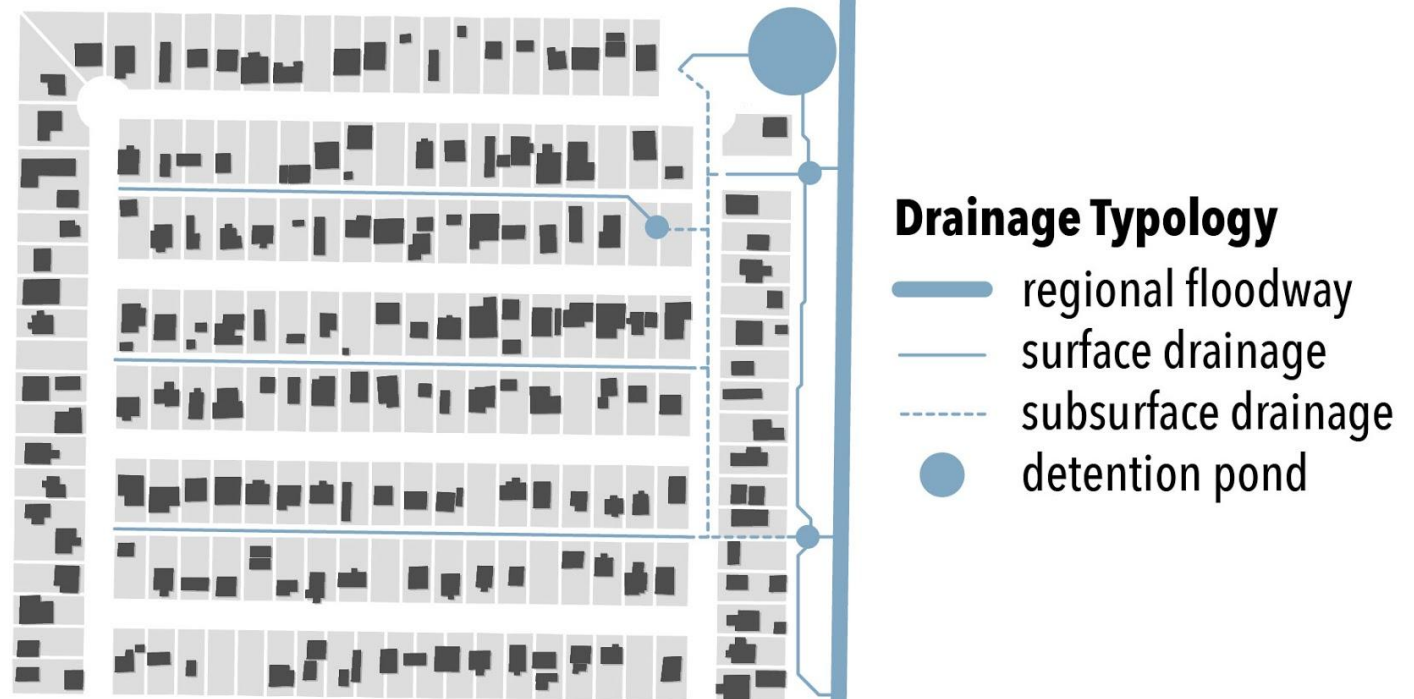 Drainage Typology
regional floodway
surface drainage
subsurface drainage
detention pond